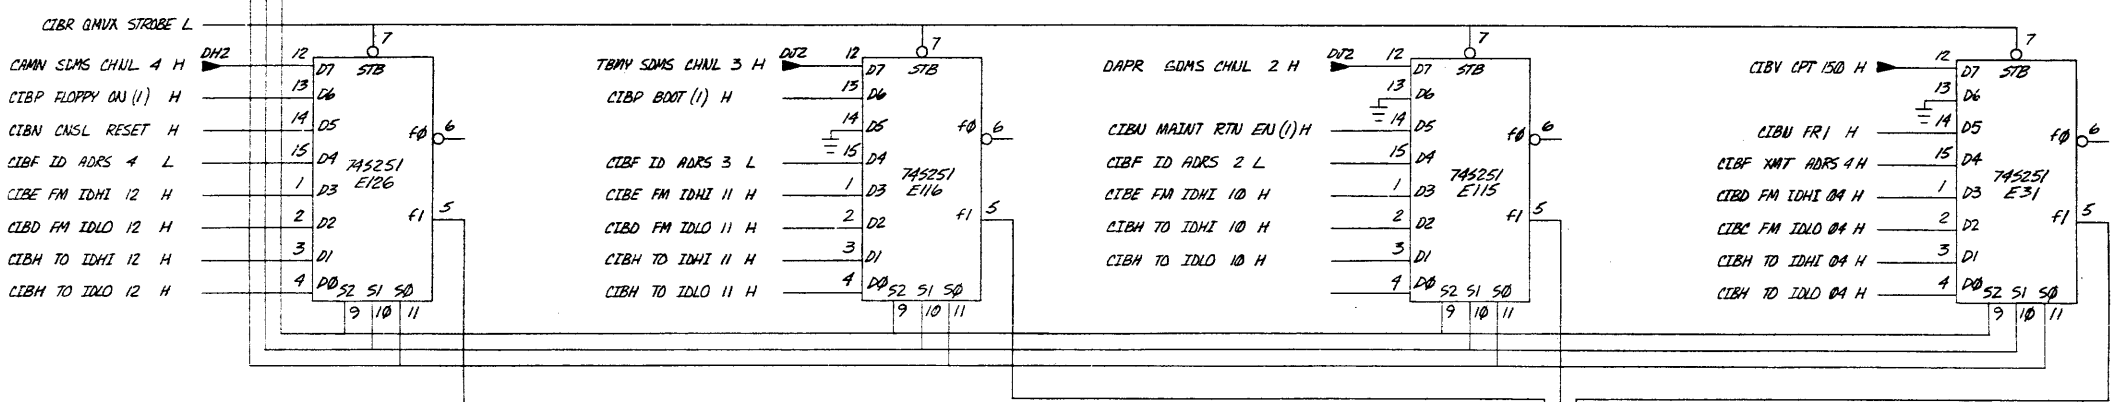 CIBR QMUX STROBE L
7 7 7 7
CAMN SDMS CHNL 4 H DH2 12 D7 STB
CIBP FLOPPY ON (1) H 13 D6
CIBN CNSL RESET H 14 D5
fØ 6
CIBF ID ADRS 4 L 15 D4
74S251
E126
CIBE FM IDHI 12 H 1 D3
CIBD FM IDLO 12 H 2 D2
f1 5
CIBH TO IDHI 12 H 3 D1
CIBH TO IDLO 12 H 4 DØ
S2 S1 SØ
9 1Ø 11
TBMY SDMS CHNL 3 H DJ2 12 D7 STB
CIBP BOOT (1) H 13 D6
14 D5
fØ 6
CIBF ID ADRS 3 L 15 D4
74S251
E116
CIBE FM IDHI 11 H 1 D3
CIBD FM IDLO 11 H 2 D2
f1 5
CIBH TO IDHI 11 H 3 D1
CIBH TO IDLO 11 H 4 DØ
S2 S1 SØ
9 1Ø 11
DAPR SDMS CHNL 2 H DJ2 12 D7 STB
13 D6
CIBN MAINT RTN EN (1) H 14 D5
fØ 6
CIBF ID ADRS 2 L 15 D4
74S251
E115
CIBE FM IDHI 1Ø H 1 D3
CIBH TO IDHI 1Ø H 2 D2
f1 5
CIBH TO IDLO 1Ø H 3 D1
4 DØ
S2 S1 SØ
9 1Ø 11
CIBV CPT 15Ø H 12 D7 STB
13 D6
CIBN FR1 H 14 D5
fØ 6
CIBF XMT ADRS 4 H 15 D4
74S251
E31
CIBD FM IDHI Ø4 H 1 D3
CIBC FM IDLO Ø4 H 2 D2
f1 5
CIBH TO IDHI Ø4 H 3 D1
CIBH TO IDLO Ø4 H 4 DØ
S2 S1 SØ
9 1Ø 11